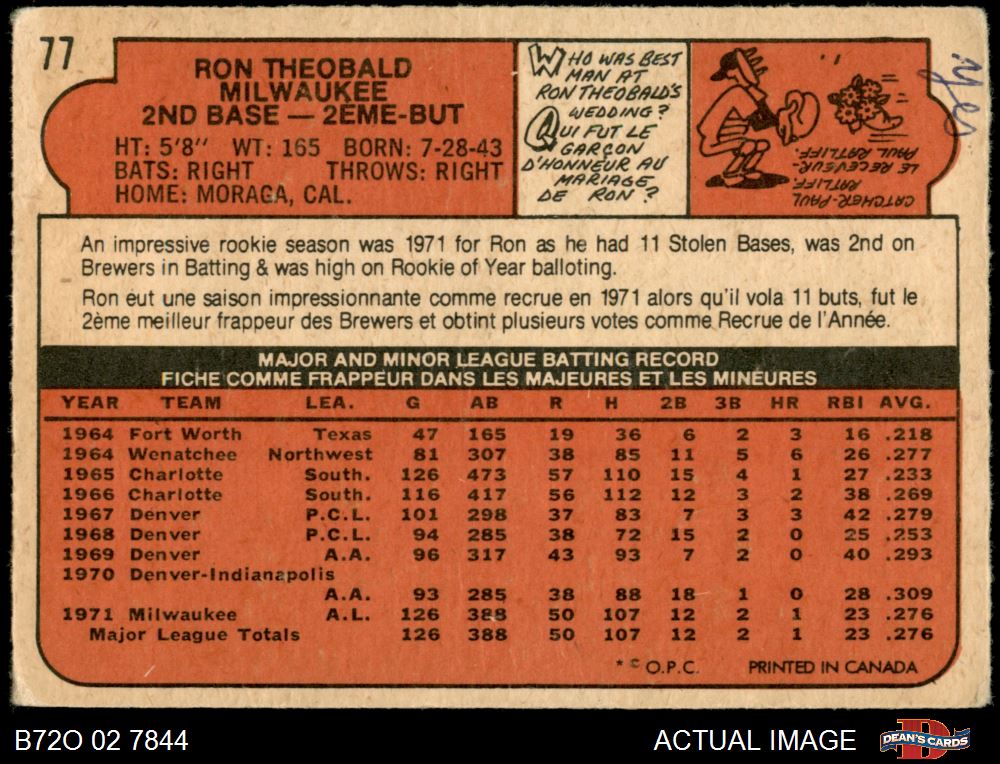 77
RON THEOBALD
MILWAUKEE
2ND BASE — 2EME-BUT
HT: 5'8" WT: 165 BORN: 7-28-43
BATS: RIGHT THROWS: RIGHT
HOME: MORAGA, CAL.
WHO WAS BEST
MAN AT
RON THEOBALD'S
WEDDING?
QUI FUT LE
GARÇON
D'HONNEUR AU
MARIAGE
DE RON?
CATCHER-PAUL
RATLIFF.
LE RECEVEUR-
PAUL RATLIFF.
yes
An impressive rookie season was 1971 for Ron as he had 11 Stolen Bases, was 2nd on
Brewers in Batting & was high on Rookie of Year balloting.
Ron eut une saison impressionnante comme recrue en 1971 alors qu'il vola 11 buts, fut le
2ème meilleur frappeur des Brewers et obtint plusieurs votes comme Recrue de l'Année.
MAJOR AND MINOR LEAGUE BATTING RECORD
FICHE COMME FRAPPEUR DANS LES MAJEURES ET LES MINEURES
YEAR TEAM LEA. G AB R H 2B 3B HR RBI AVG.
1964 Fort Worth Texas 47 165 19 36 6 2 3 16 .218
1964 Wenatchee Northwest 81 307 38 85 11 5 6 26 .277
1965 Charlotte South. 126 473 57 110 15 4 1 27 .233
1966 Charlotte South. 116 417 56 112 12 3 2 38 .269
1967 Denver P.C.L. 101 298 37 83 7 3 3 42 .279
1968 Denver P.C.L. 94 285 38 72 15 2 0 25 .253
1969 Denver A.A. 96 317 43 93 7 2 0 40 .293
1970 Denver-Indianapolis
A.A. 93 285 38 88 18 1 0 28 .309
1971 Milwaukee A.L. 126 388 50 107 12 2 1 23 .276
Major League Totals 126 388 50 107 12 2 1 23 .276
* © O.P.C. PRINTED IN CANADA
B72O 02 7844
ACTUAL IMAGE
D
DEAN'S CARDS